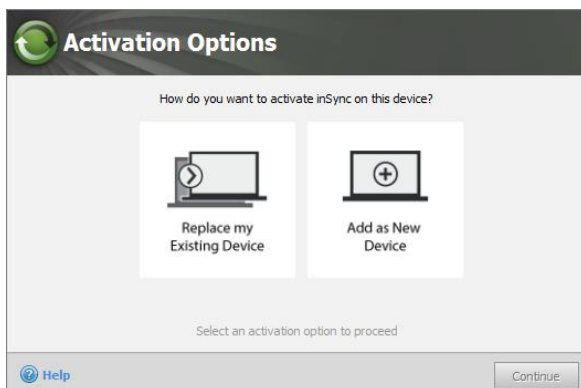 Activation Options
How do you want to activate inSync on this device?
Replace my
Existing Device
Add as New
Device
Select an activation option to proceed
Help
Continue